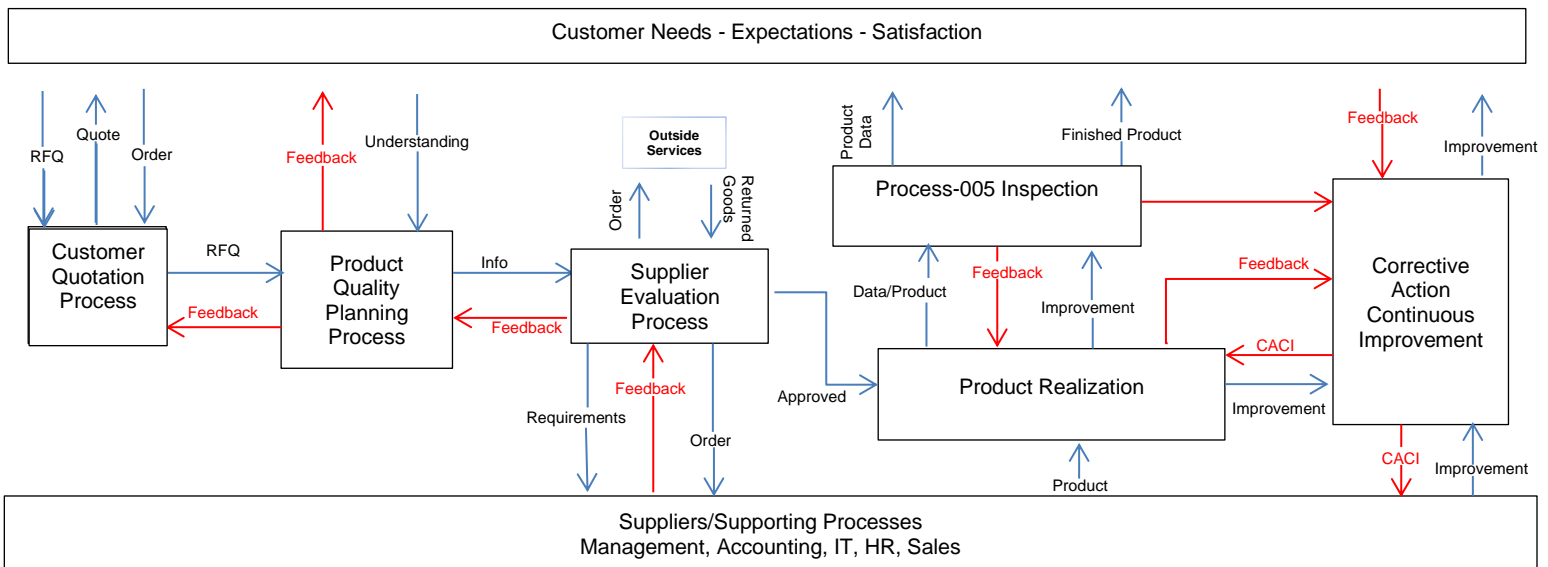 Customer Needs - Expectations - Satisfaction
RFQ
Quote
Order
Feedback
Understanding
Outside
Services
Order
Returned
Goods
Product
Data
Finished Product
Feedback
Improvement
Customer
Quotation
Process
RFQ
Feedback
Product
Quality
Planning
Process
Info
Feedback
Supplier
Evaluation
Process
Process-005 Inspection
Data/Product
Feedback
Improvement
Feedback
Corrective
Action
Continuous
Improvement
CACI
Approved
Product Realization
Improvement
Requirements
Feedback
Order
Product
CACI
Improvement
Suppliers/Supporting Processes
Management, Accounting, IT, HR, Sales